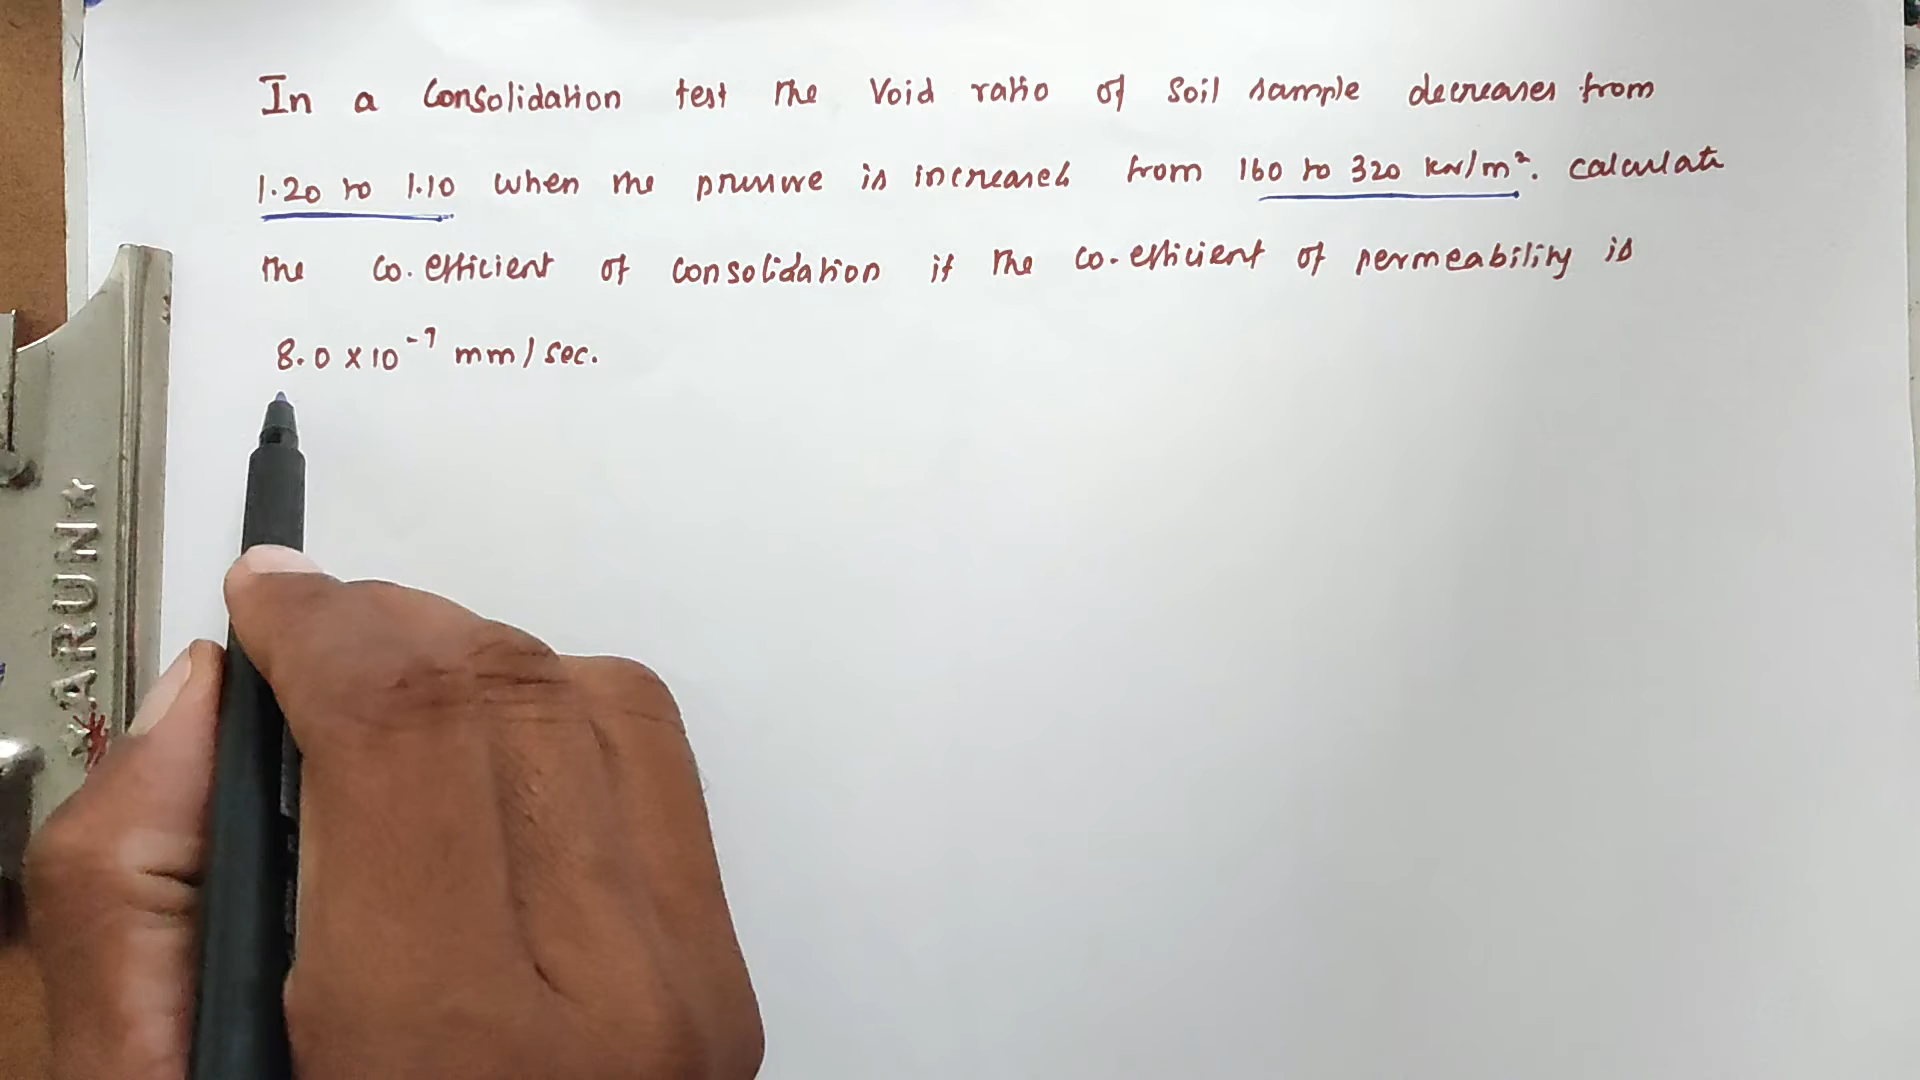 In a Consolidation test the Void ratio of Soil sample decreases from
1.20 to 1.10 when the pressure is increased from 160 to 320 kN/m². calculate
the co.efficient of consolidation if the co-efficient of permeability is
8.0 × 10⁻⁷ mm/sec.
ARUN